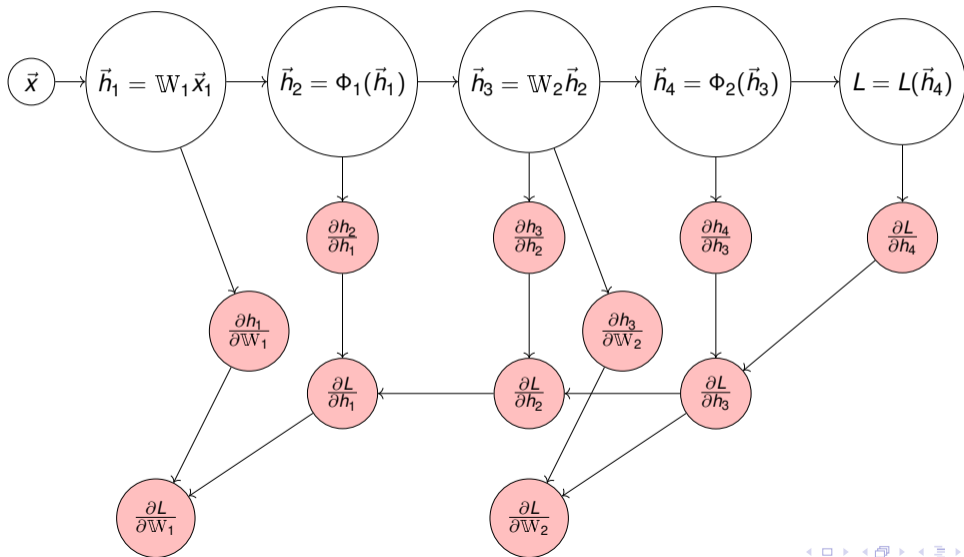 x⃗
h⃗₁ = 𝕎₁x⃗₁
h⃗₂ = Φ₁(h⃗₁)
h⃗₃ = 𝕎₂h⃗₂
h⃗₄ = Φ₂(h⃗₃)
L = L(h⃗₄)
∂h₂/∂h₁
∂h₃/∂h₂
∂h₄/∂h₃
∂L/∂h₄
∂h₁/∂𝕎₁
∂h₃/∂𝕎₂
∂L/∂h₁
∂L/∂h₂
∂L/∂h₃
∂L/∂𝕎₁
∂L/∂𝕎₂